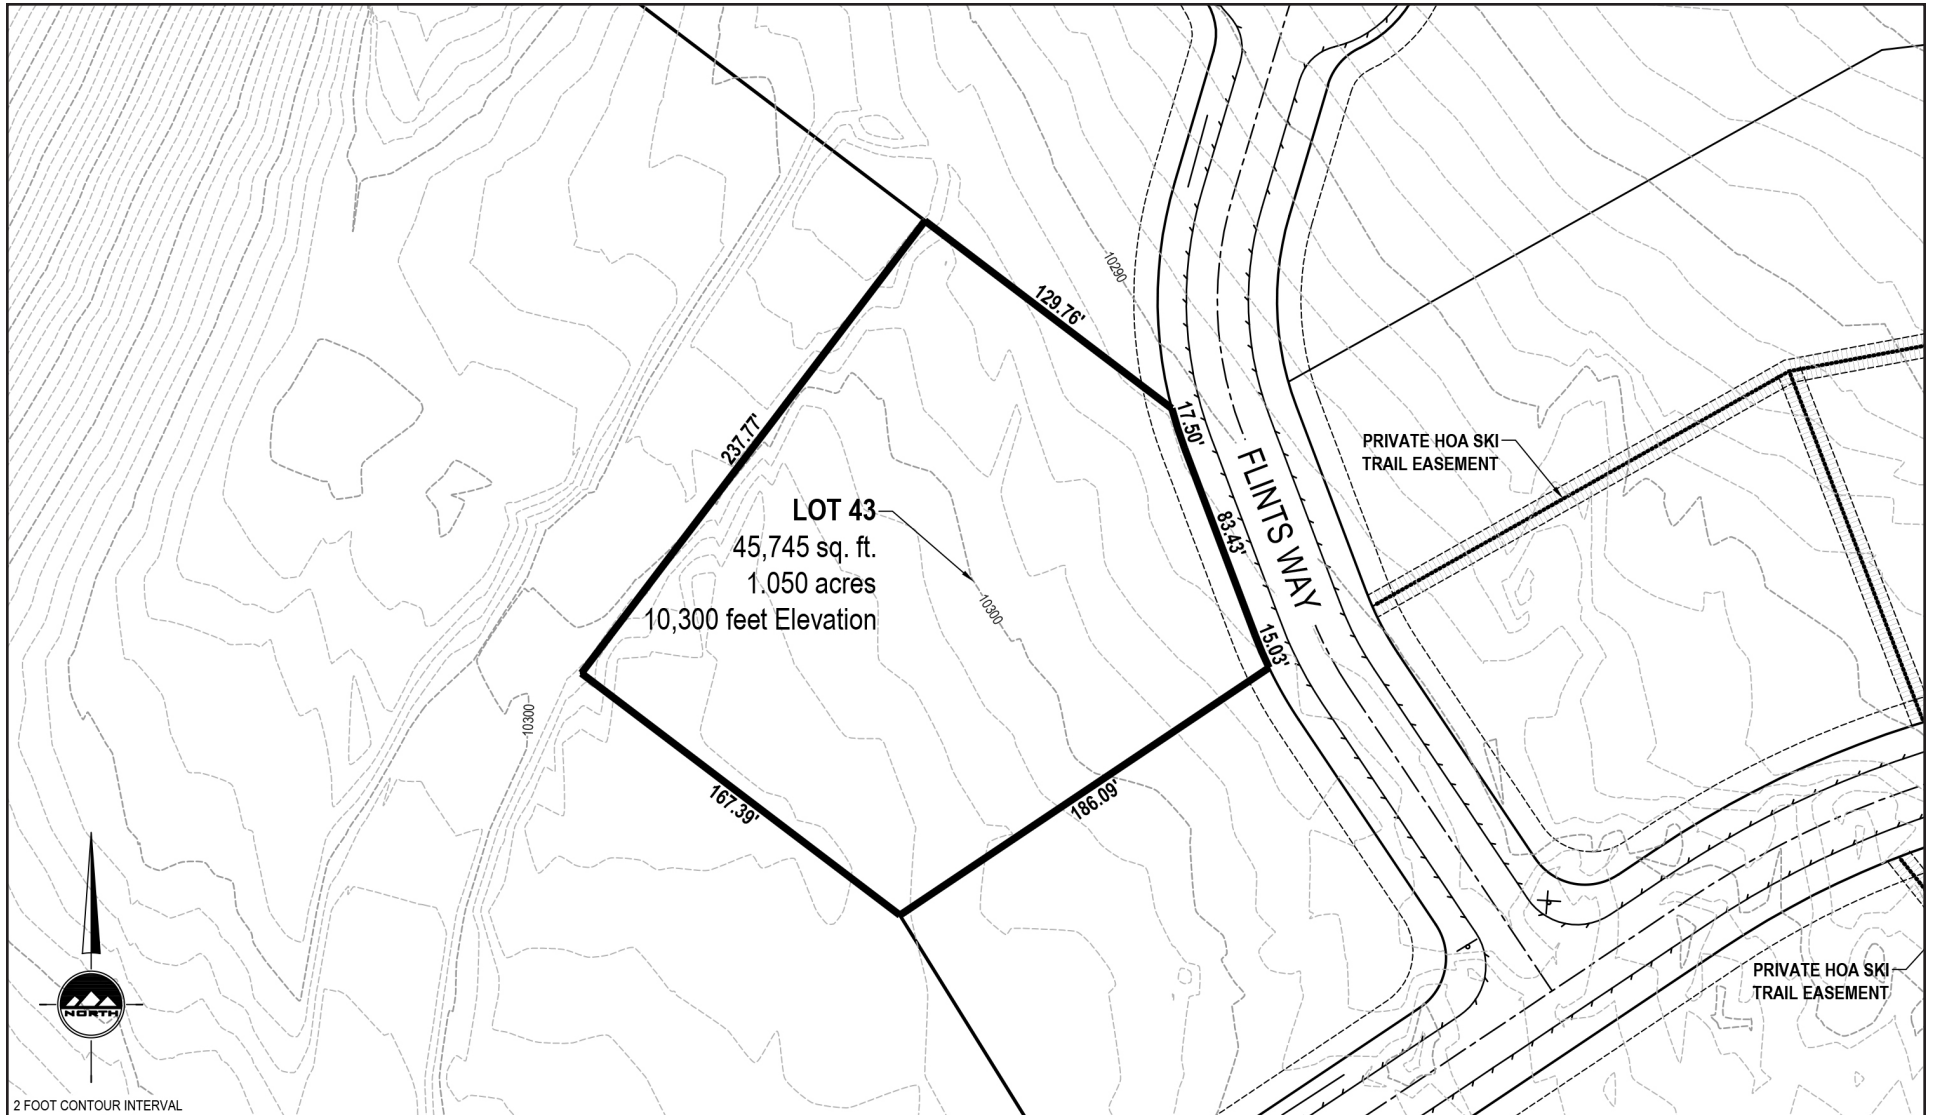 10290
129.76'
17.50'
237.77'
FLINTS WAY
PRIVATE HOA SKI
TRAIL EASEMENT
LOT 43
45,745 sq. ft.
1.050 acres
10,300 feet Elevation
83.43'
10300
15.03'
10300
167.39'
186.09'
PRIVATE HOA SKI
TRAIL EASEMENT
NORTH
2 FOOT CONTOUR INTERVAL